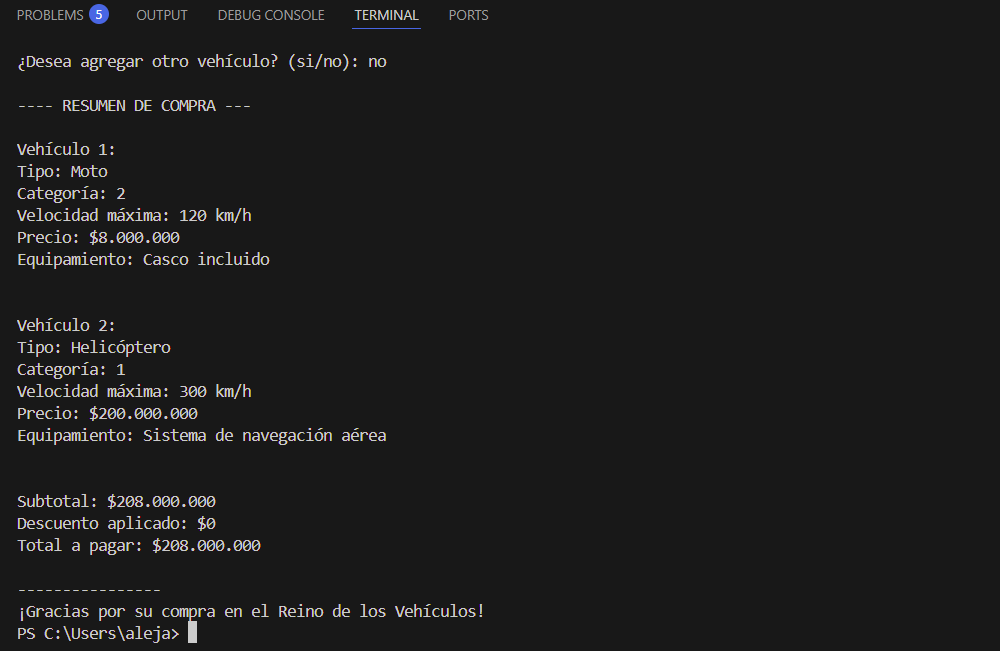 PROBLEMS 5 OUTPUT DEBUG CONSOLE TERMINAL PORTS
¿Desea agregar otro vehículo? (si/no): no
---- RESUMEN DE COMPRA ---
Vehículo 1:
Tipo: Moto
Categoría: 2
Velocidad máxima: 120 km/h
Precio: $8.000.000
Equipamiento: Casco incluido
Vehículo 2:
Tipo: Helicóptero
Categoría: 1
Velocidad máxima: 300 km/h
Precio: $200.000.000
Equipamiento: Sistema de navegación aérea
Subtotal: $208.000.000
Descuento aplicado: $0
Total a pagar: $208.000.000
----------------
¡Gracias por su compra en el Reino de los Vehículos!
PS C:\Users\aleja>